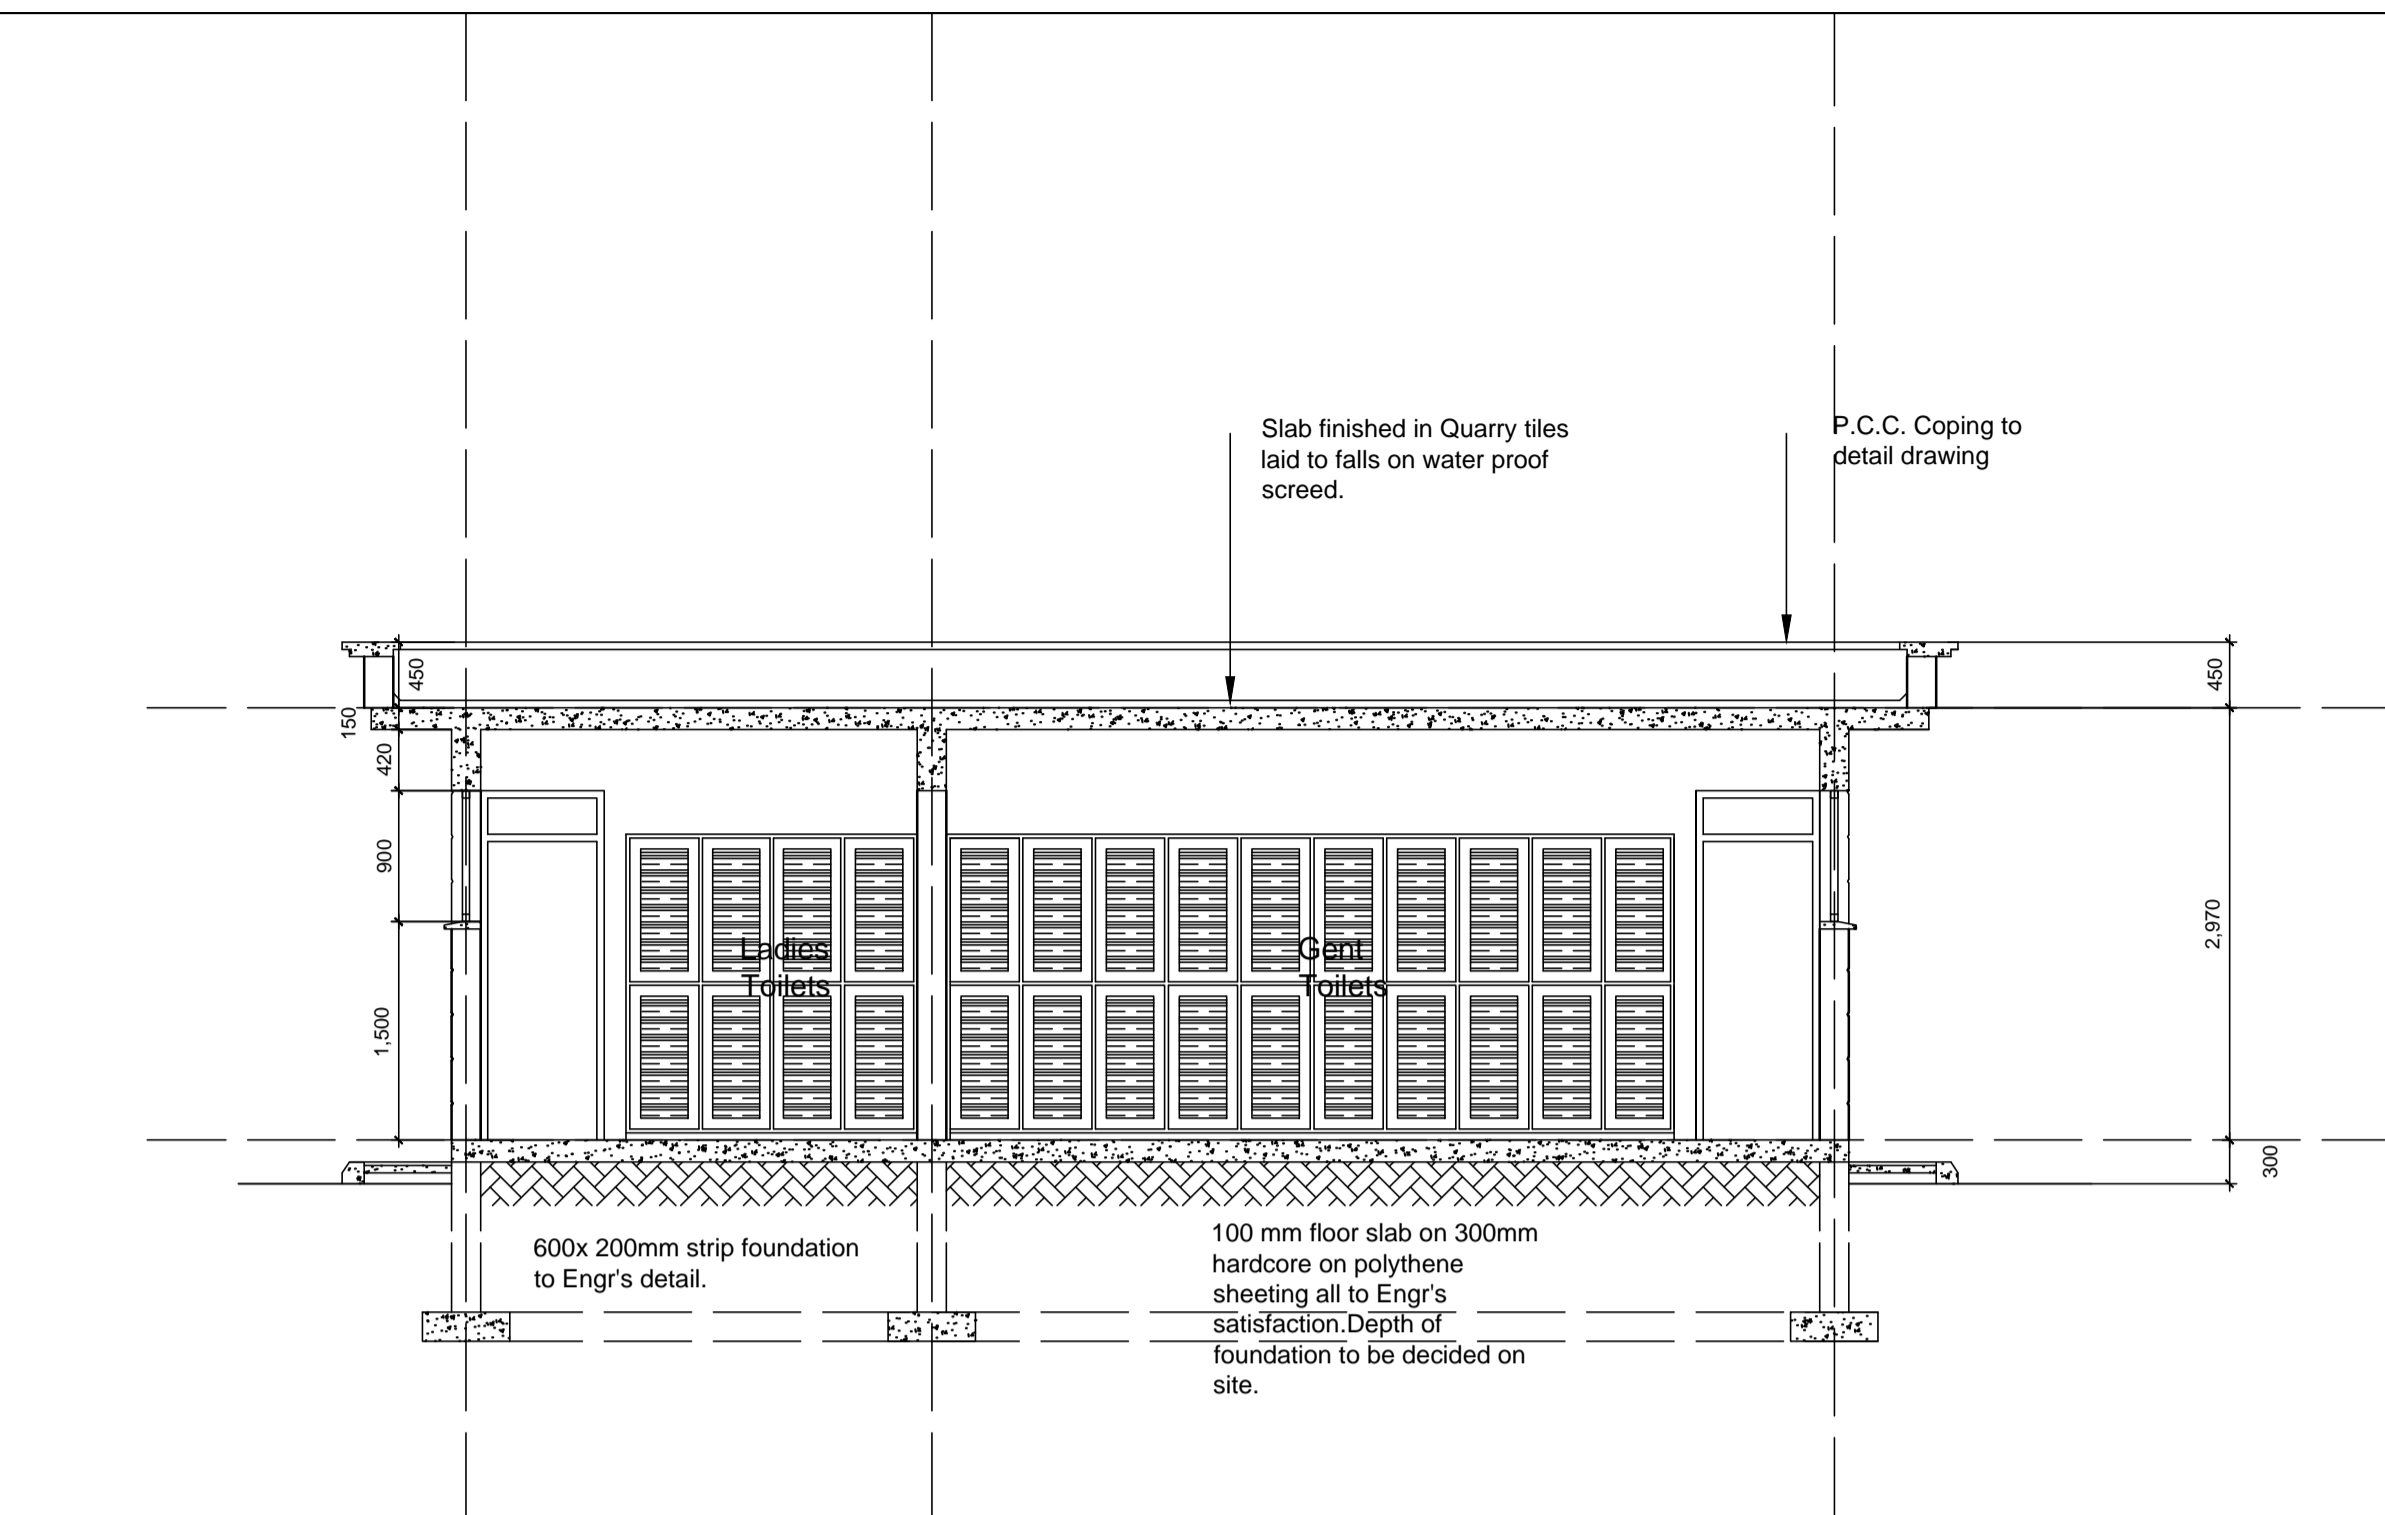 Slab finished in Quarry tiles
laid to falls on water proof
screed.
P.C.C. Coping to
detail drawing
450
150
420
900
1,500
450
2,970
300
Ladies
Toilets
Gent
Toilets
600x 200mm strip foundation
to Engr's detail.
100 mm floor slab on 300mm
hardcore on polythene
sheeting all to Engr's
satisfaction.Depth of
foundation to be decided on
site.